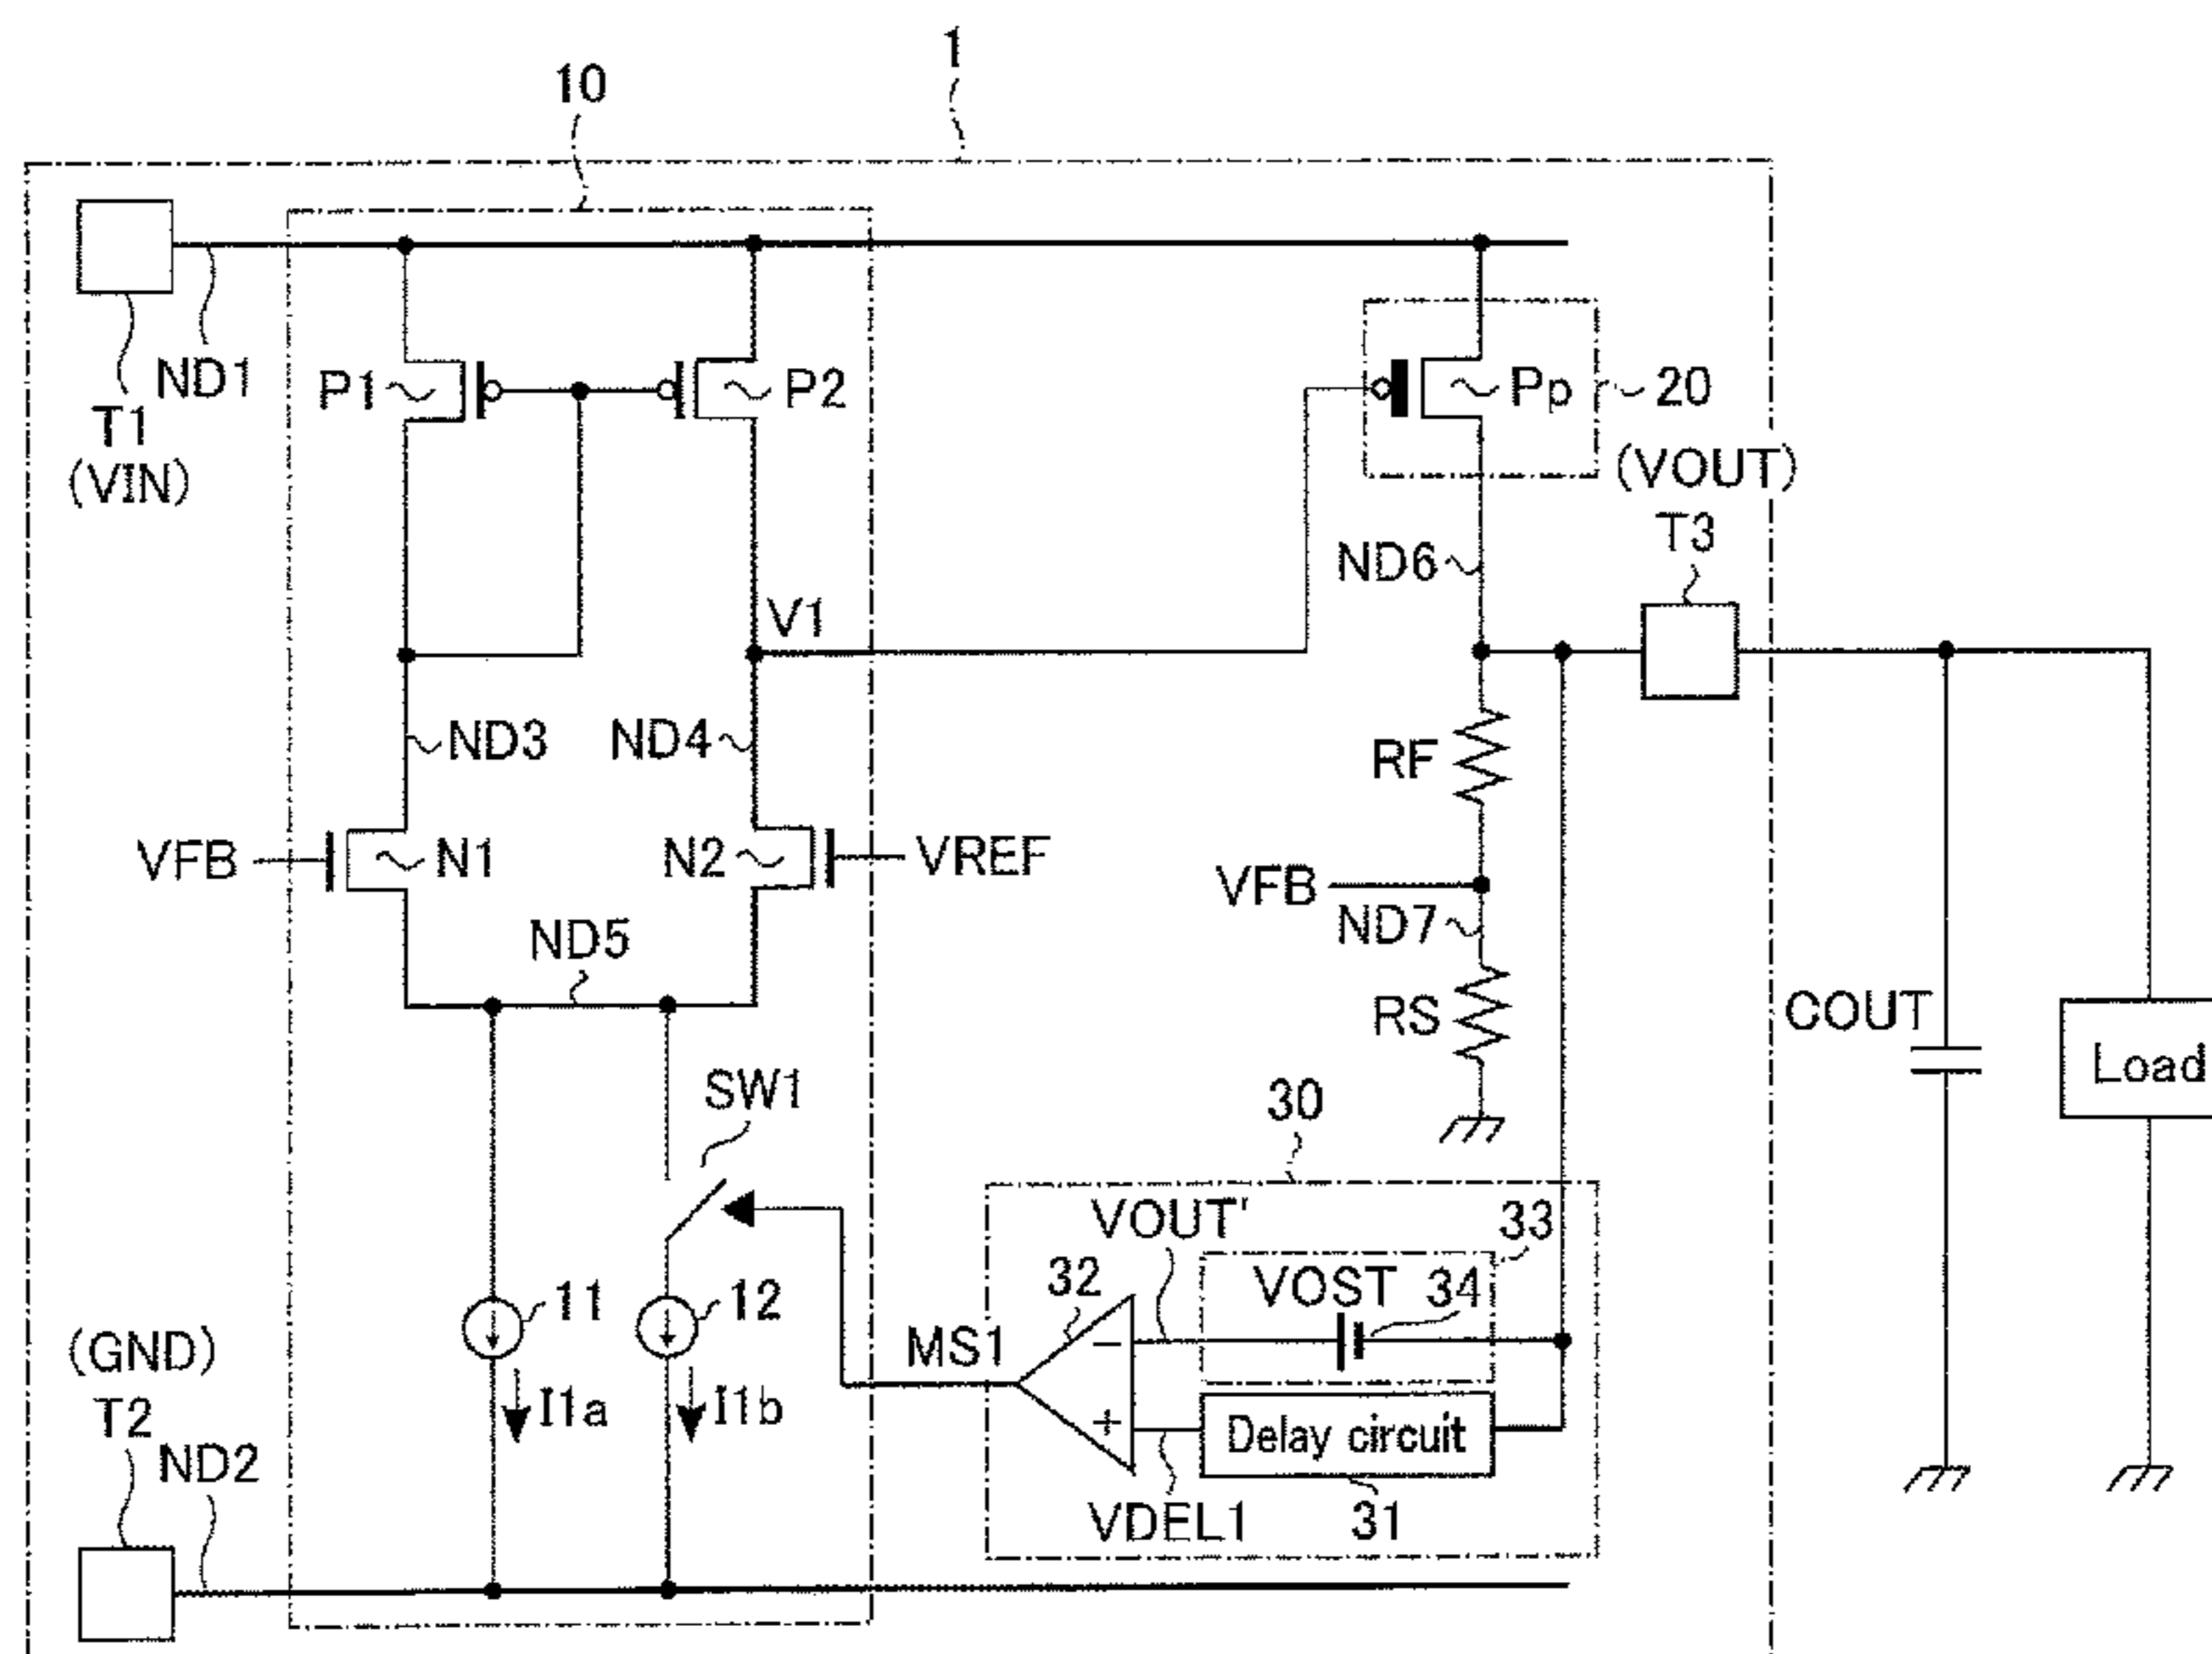 1
10
ND1
T1
(VIN)
P1
P2
Pp
20
(VOUT)
T3
ND6
V1
ND3
ND4
RF
VFB
N1
N2
VREF
VFB
ND7
ND5
RS
COUT
Load
SW1
30
VOUT'
33
32
VOST
34
11
12
MS1
−
(GND)
T2
I1a
I1b
+
Delay circuit
ND2
VDEL1
31